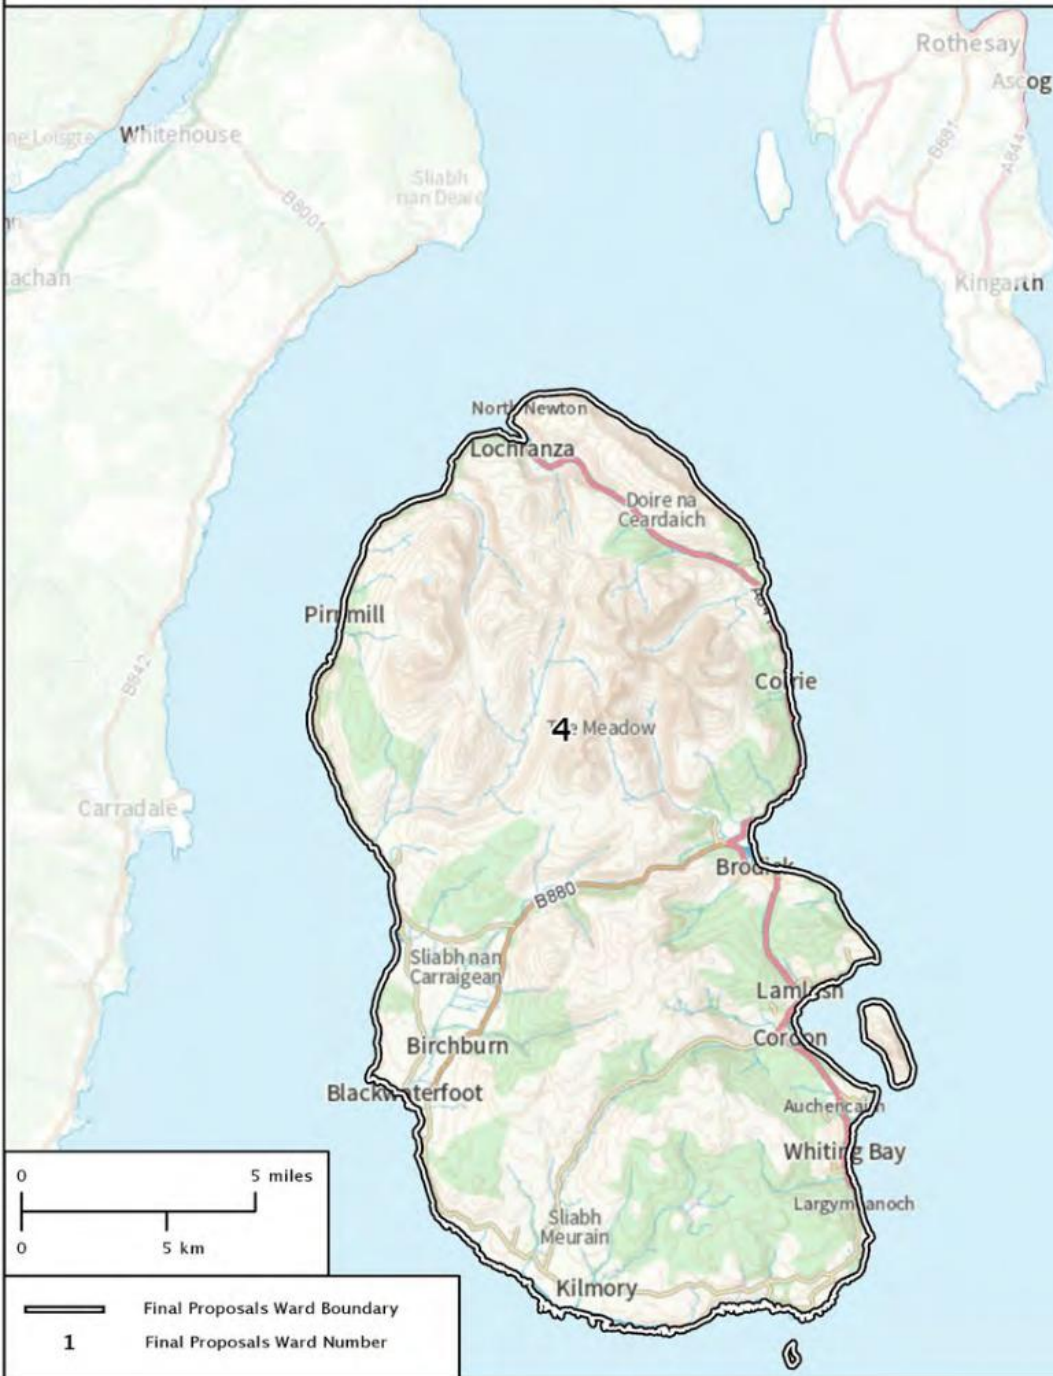 Rothesay
Ascog
Whitehouse
B881
A844
Sliabh
nan Dearc
B8001
achan
Kingarth
North Newton
Lochranza
Doire na
Ceardaich
A841
Pirnmill
B842
Corrie
4
The Meadow
Carradale
Brodick
B880
Sliabh nan
Carraigean
Lamlash
Cordon
Birchburn
Blackwaterfoot
Auchencairn
Whiting Bay
Largymeanoch
Sliabh
Meurain
Kilmory
0 5 miles
0 5 km
Final Proposals Ward Boundary
1 Final Proposals Ward Number